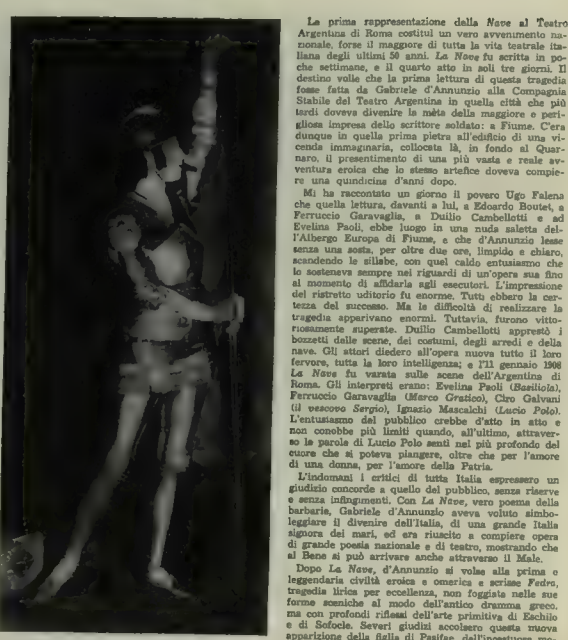 La prima rappresentazione della Nave al Teatro
Argentina di Roma costituì un vero avvenimento na-
zionale, forse il maggiore di tutta la vita teatrale ita-
liana degli ultimi 50 anni. La Nave fu scritta in po-
che settimane, e il quarto atto in soli tre giorni. Il
destino volle che la prima lettura di questa tragedia
fosse fatta da Gabriele d'Annunzio alla Compagnia
Stabile del Teatro Argentina in quella città che più
tardi doveva divenire la mèta della maggiore e peri-
gliosa impresa dello scrittore soldato: a Fiume. C'era
dunque in quella prima pietra all'edificio di una vi-
cenda immaginaria, collocata là, in fondo al Quar-
naro, il presentimento di una più vasta e reale av-
ventura eroica che lo stesso artefice doveva compie-
re una quindicina d'anni dopo.
Mi ha raccontato un giorno il povero Ugo Falena
che quella lettura, davanti a lui, a Edoardo Boutet, a
Ferruccio Garavaglia, a Duilio Cambellotti e ad
Evelina Paoli, ebbe luogo in una nuda saletta del-
l'Albergo Europa di Fiume, e che d'Annunzio lesse
senza una sosta, per oltre due ore, limpido e chiaro,
scandendo le sillabe, con quel caldo entusiasmo che
lo sosteneva sempre nei riguardi di un'opera sua fino
al momento di affidarla agli esecutori. L'impressione
del ristretto uditorio fu enorme. Tutti ebbero la cer-
tezza del successo. Ma le difficoltà di realizzare la
tragedia apparivano enormi. Tuttavia, furono vitto-
riosamente superate. Duilio Cambellotti apprestò i
bozzetti delle scene, dei costumi, degli arredi e della
nave. Gli attori diedero all'opera nuova tutto il loro
fervore, tutta la loro intelligenza; e l'11 gennaio 1908
La Nave fu varata sulle scene dell'Argentina di
Roma. Gli interpreti erano: Evelina Paoli (Basiliola),
Ferruccio Garavaglia (Marco Gratico), Ciro Galvani
(il vescovo Sergio), Ignazio Mascalchi (Lucio Polo).
L'entusiasmo del pubblico crebbe d'atto in atto e
non conobbe più limiti quando, all'ultimo, attraver-
so le parole di Lucio Polo sentì nel più profondo del
cuore che si poteva piangere, oltre che per l'amore
di una donna, per l'amore della Patria.
L'indomani i critici di tutta Italia espressero un
giudizio concorde a quello del pubblico, senza riserve
e senza infingimenti. Con La Nave, vero poema della
barbarie, Gabriele d'Annunzio aveva voluto simbo-
leggiare il divenire dell'Italia, di una grande Italia
signora dei mari, ed era riuscito a compiere opera
di grande poesia nazionale e di teatro, mostrando che
al Bene si può arrivare anche attraverso il Male.
Dopo La Nave, d'Annunzio si volse alla prima e
leggendaria civiltà eroica e omerica e scrisse Fedra,
tragedia lirica per eccellenza, non foggiata nelle sue
forme sceniche al modo dell'antico dramma greco,
ma con profondi riflessi dell'arte primitiva di Eschilo
e di Sofocle. Severi giudizi accolsero questa nuova
apparizione della figlia di Pasifae, dell'incestuosa